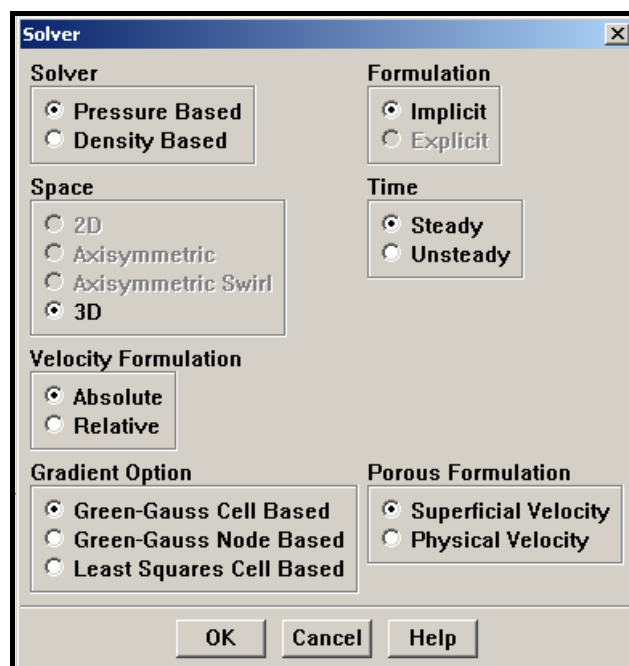 Solver
Solver
Pressure Based
Density Based
Formulation
Implicit
Explicit
Space
2D
Axisymmetric
Axisymmetric Swirl
3D
Time
Steady
Unsteady
Velocity Formulation
Absolute
Relative
Gradient Option
Green-Gauss Cell Based
Green-Gauss Node Based
Least Squares Cell Based
Porous Formulation
Superficial Velocity
Physical Velocity
OK
Cancel
Help